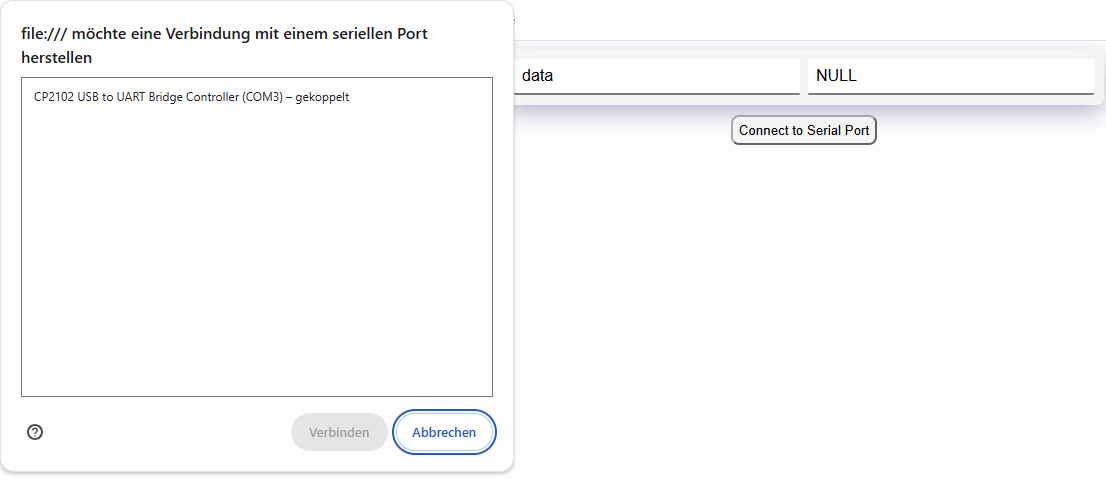 file:/// möchte eine Verbindung mit einem seriellen Port
herstellen
CP2102 USB to UART Bridge Controller (COM3) – gekoppelt
Verbinden
Abbrechen
data
NULL
Connect to Serial Port